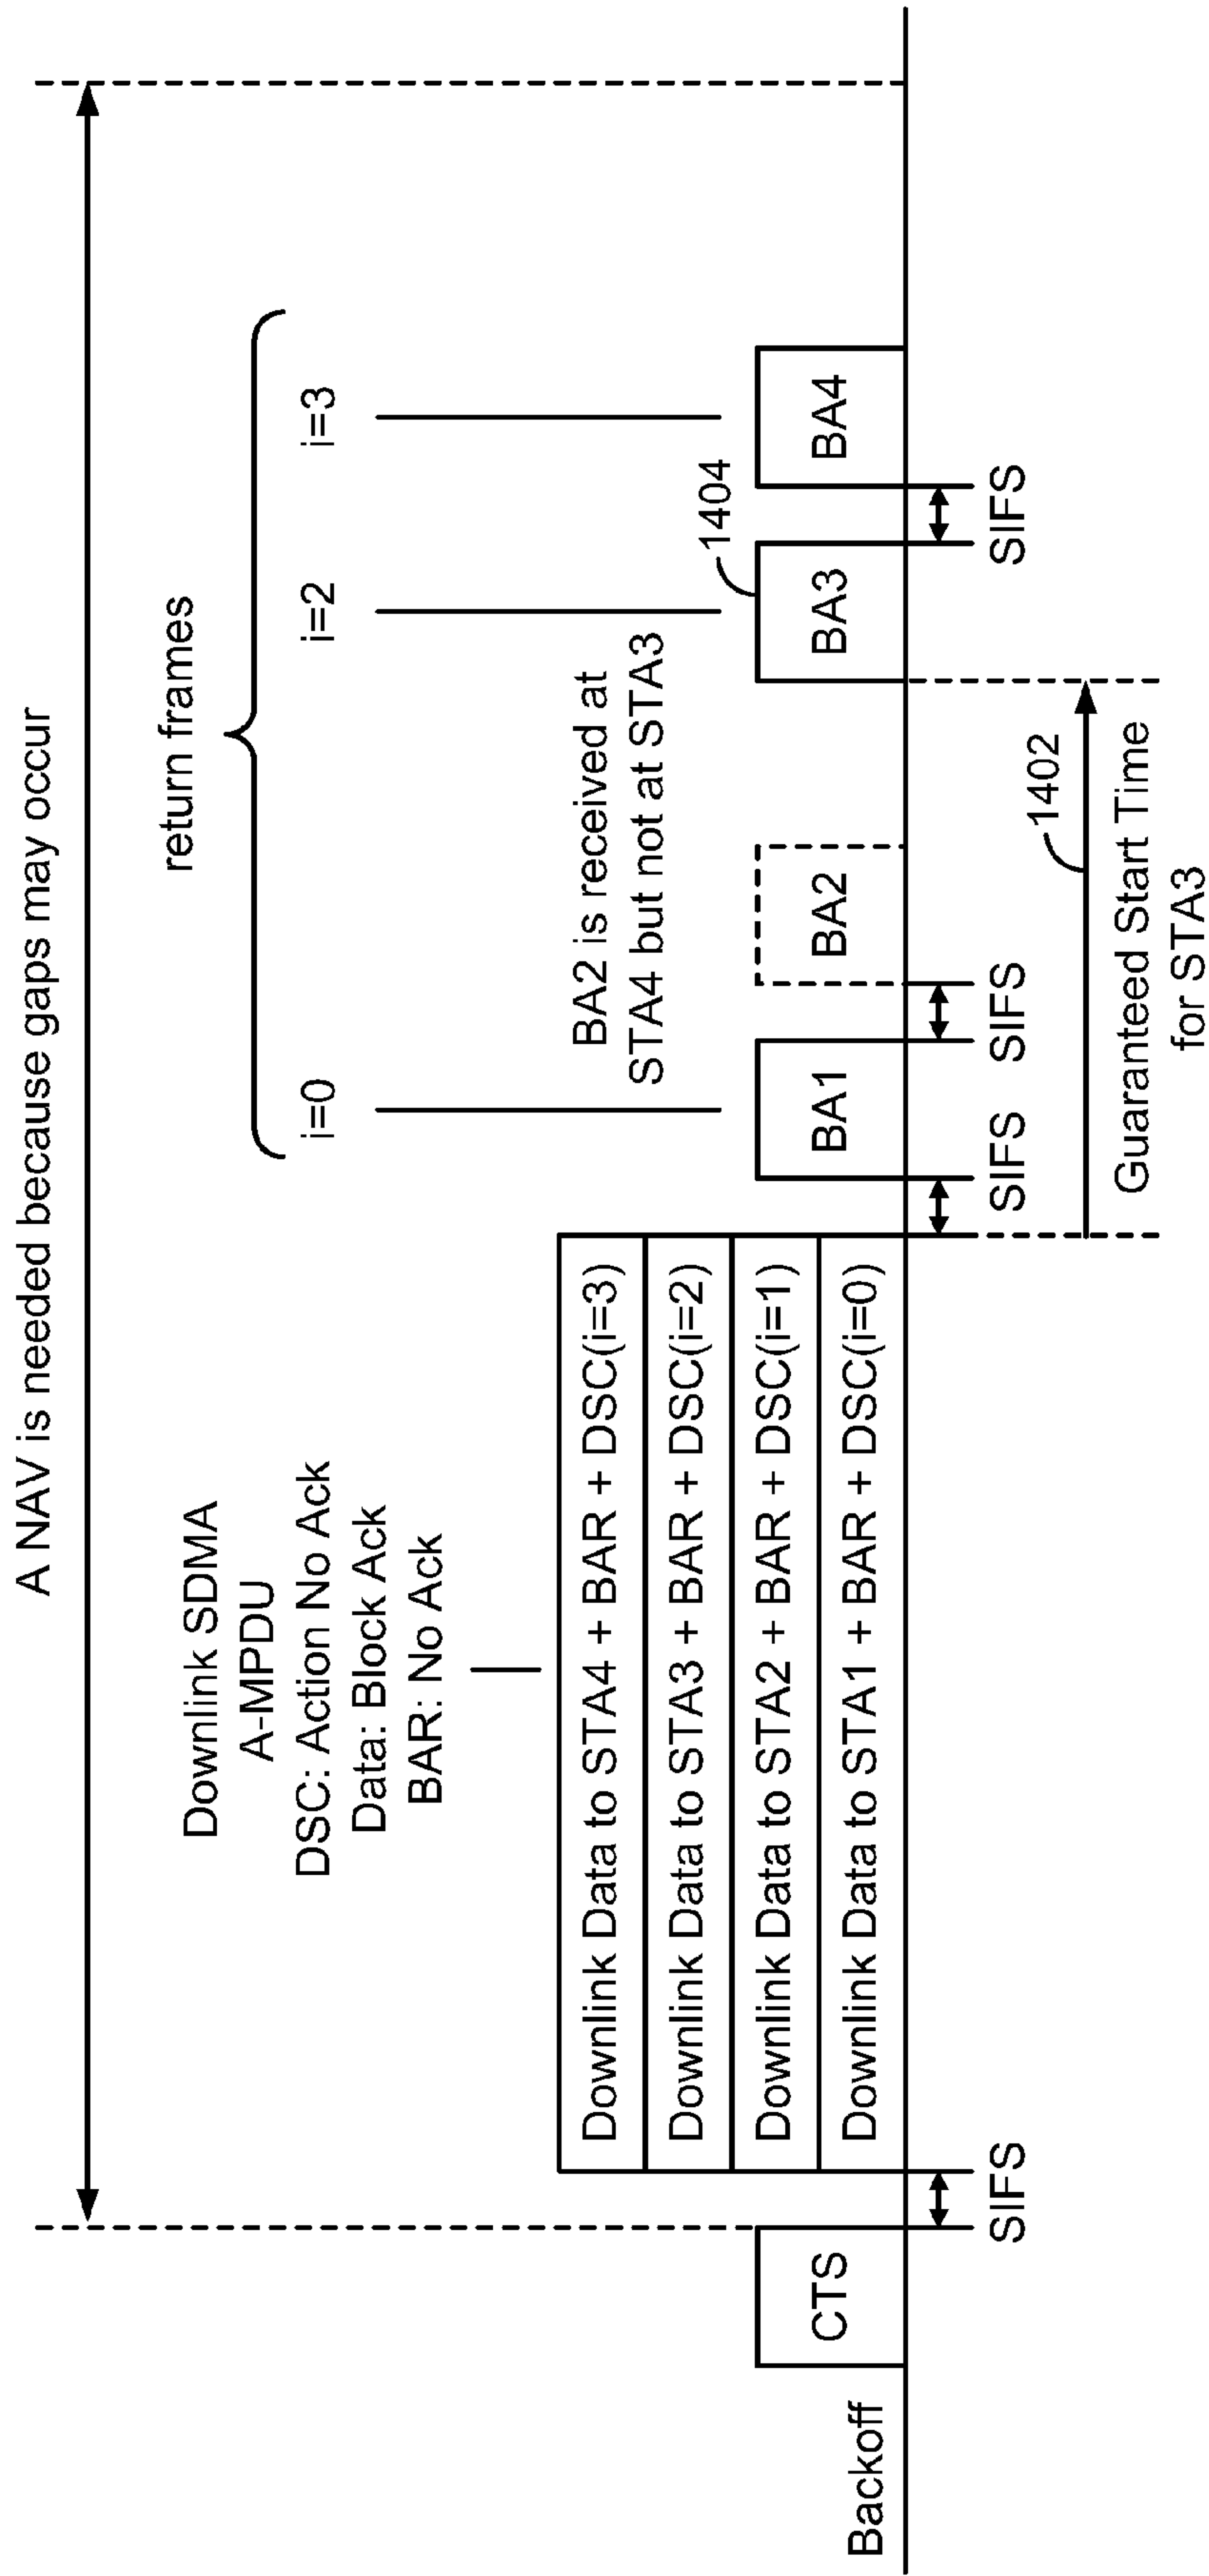 A NAV is needed because gaps may occur
Downlink SDMA
A-MPDU
DSC: Action No Ack
Data: Block Ack
BAR: No Ack
return frames
i=0
i=2
i=3
BA2 is received at
STA4 but not at STA3
1404
Downlink Data to STA4 + BAR + DSC(i=3)
Downlink Data to STA3 + BAR + DSC(i=2)
Downlink Data to STA2 + BAR + DSC(i=1)
Downlink Data to STA1 + BAR + DSC(i=0)
Backoff
CTS
BA1
BA2
BA3
BA4
SIFS
SIFS
SIFS
SIFS
1402
Guaranteed Start Time
for STA3